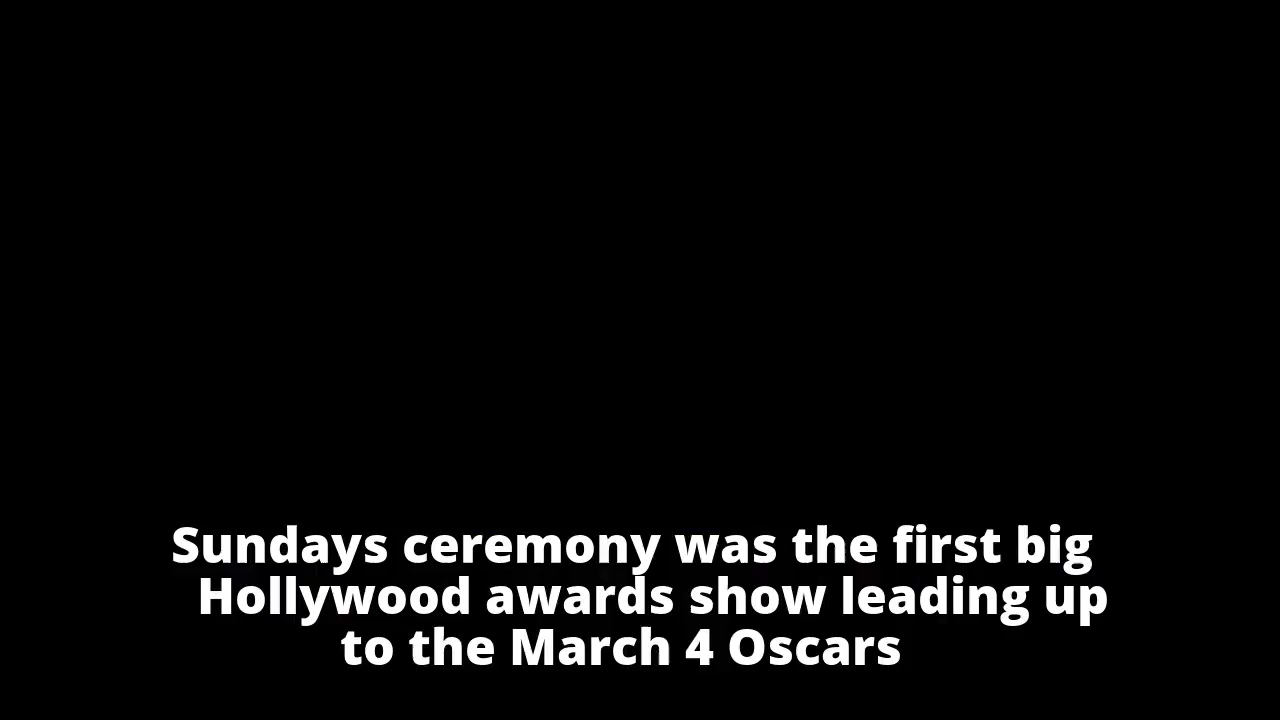 Sundays ceremony was the first big
Hollywood awards show leading up
to the March 4 Oscars